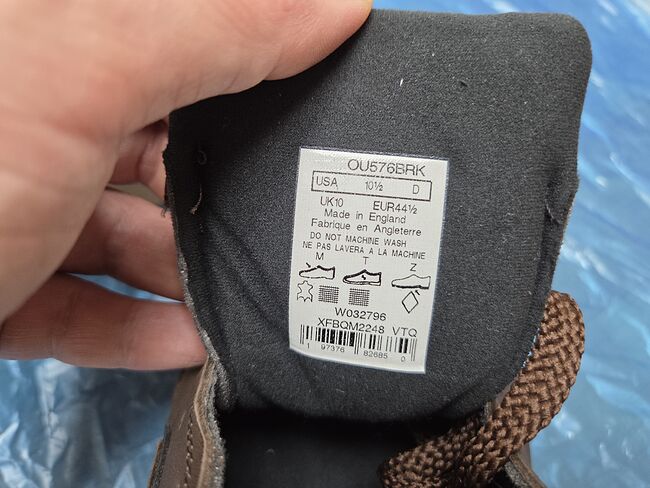 OU576BRK
USA 10½ D
UK10 EUR44½
Made in England
Fabrique en Angleterre
DO NOT MACHINE WASH
NE PAS LAVERA A LA MACHINE
M T Z
W032796
XFBQM2248 VTQ
1 97376 82685 0